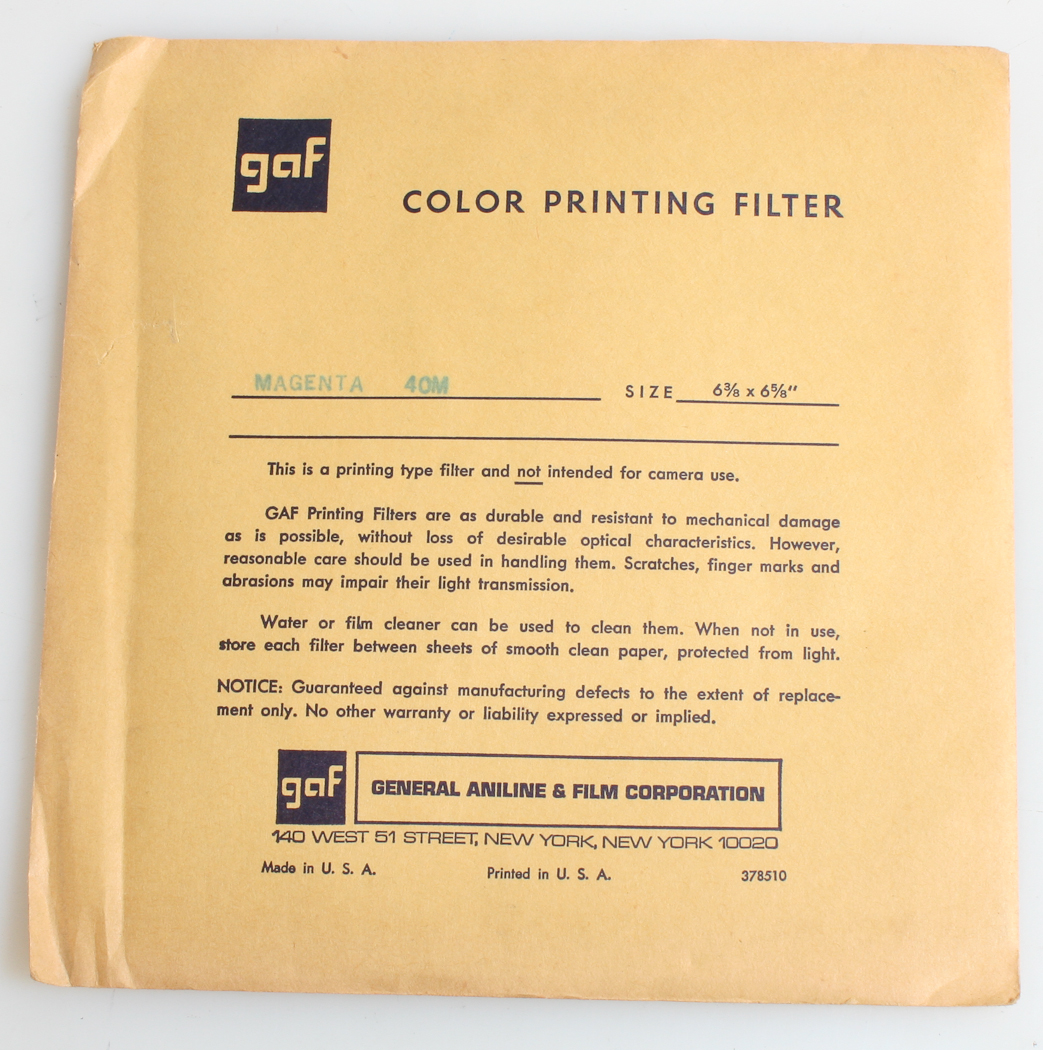 gaf
COLOR PRINTING FILTER
MAGENTA 40M SIZE 6⅜ x 6⅝"
This is a printing type filter and not intended for camera use.
GAF Printing Filters are as durable and resistant to mechanical damage
as is possible, without loss of desirable optical characteristics. However,
reasonable care should be used in handling them. Scratches, finger marks and
abrasions may impair their light transmission.
Water or film cleaner can be used to clean them. When not in use,
store each filter between sheets of smooth clean paper, protected from light.
NOTICE: Guaranteed against manufacturing defects to the extent of replace-
ment only. No other warranty or liability expressed or implied.
gaf GENERAL ANILINE & FILM CORPORATION
140 WEST 51 STREET, NEW YORK, NEW YORK 10020
Made in U. S. A. Printed in U. S. A. 378510